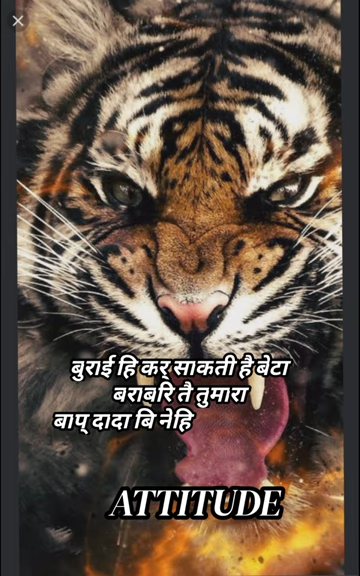 बुराई हि कर् साकती है बेटा
बराबरि तै तुमारा
बाप् दादा बि नेहि
ATTITUDE